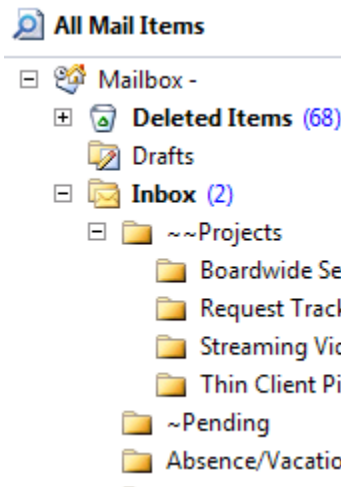 All Mail Items
Mailbox -
Deleted Items (68)
Drafts
Inbox (2)
~~Projects
Boardwide Se
Request Track
Streaming Vid
Thin Client Pi
~Pending
Absence/Vacatio